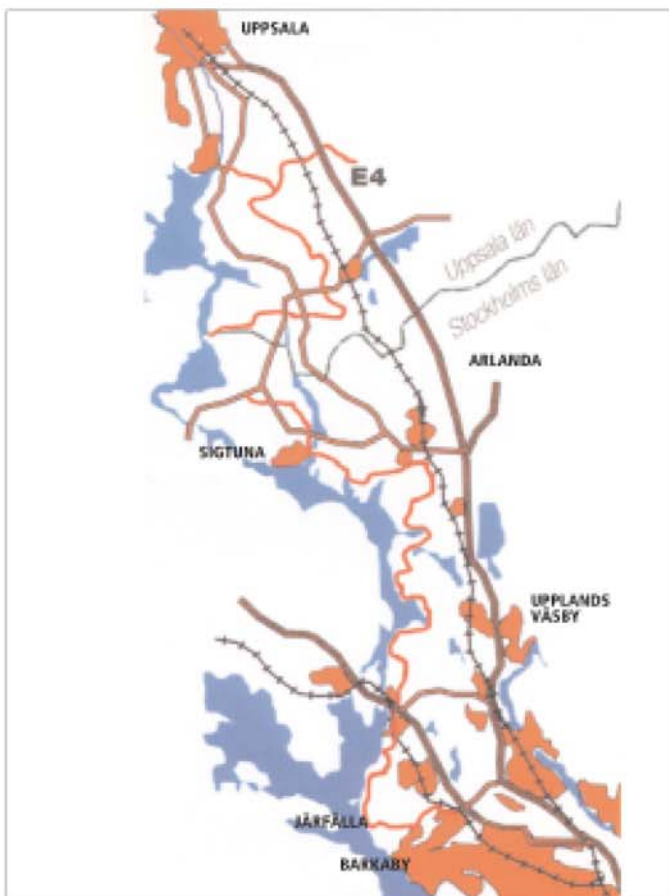 UPPSALA
E4
Uppsala län
Stockholms län
ARLANDA
SIGTUNA
UPPLANDS
VÄSBY
JÄRFÄLLA
BARKABY